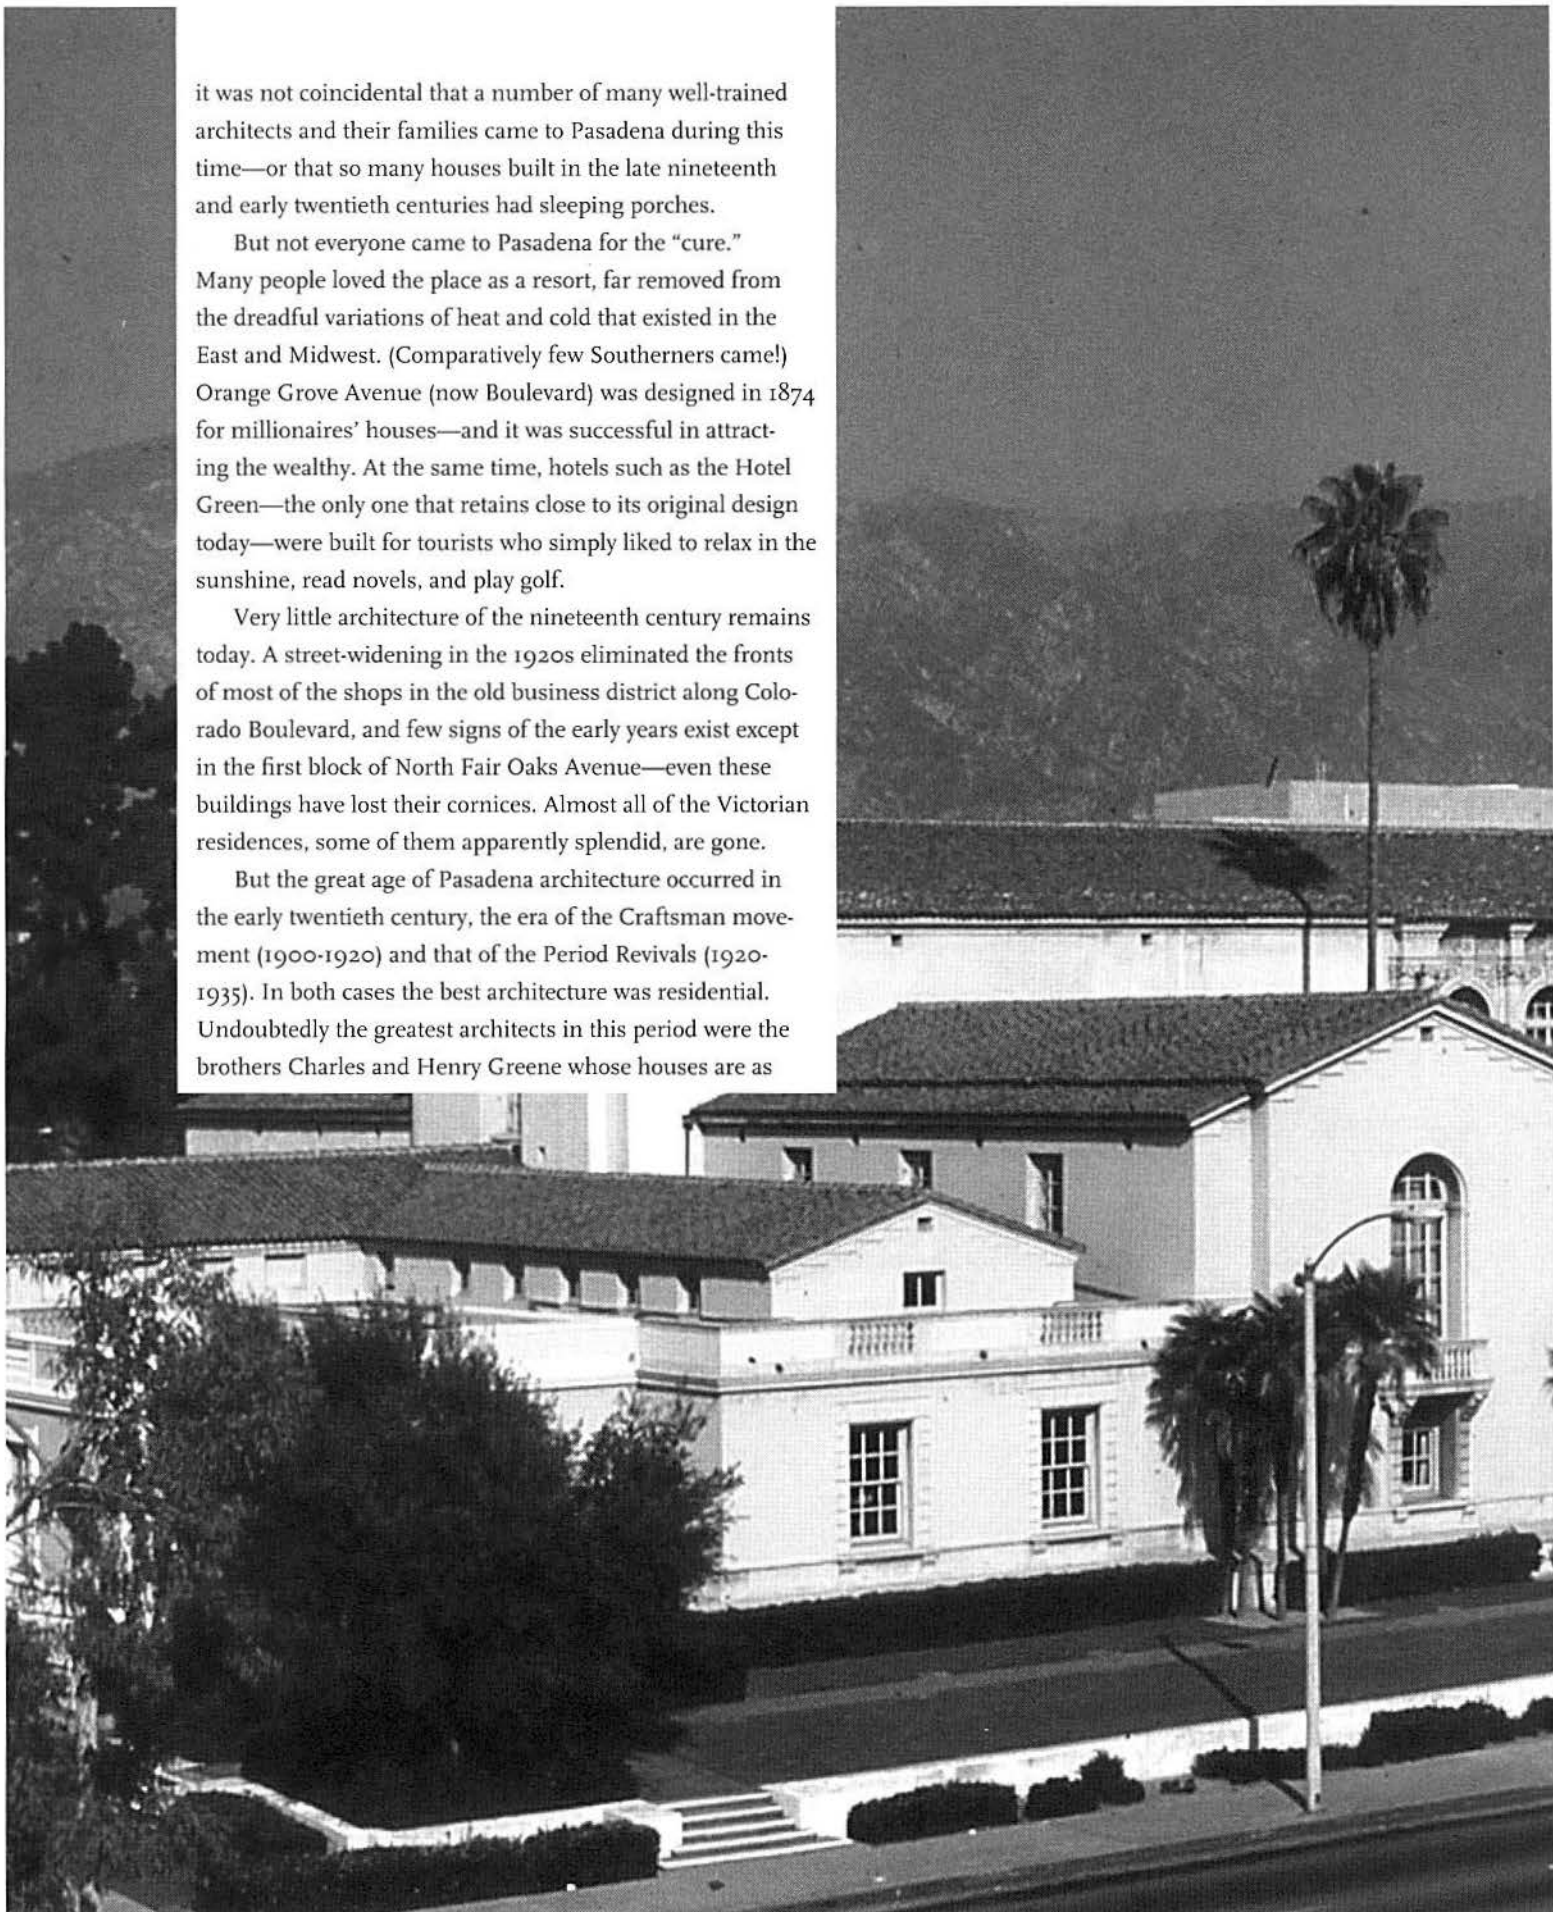 it was not coincidental that a number of many well-trained
architects and their families came to Pasadena during this
time—or that so many houses built in the late nineteenth
and early twentieth centuries had sleeping porches.
But not everyone came to Pasadena for the “cure.”
Many people loved the place as a resort, far removed from
the dreadful variations of heat and cold that existed in the
East and Midwest. (Comparatively few Southerners came!)
Orange Grove Avenue (now Boulevard) was designed in 1874
for millionaires’ houses—and it was successful in attract-
ing the wealthy. At the same time, hotels such as the Hotel
Green—the only one that retains close to its original design
today—were built for tourists who simply liked to relax in the
sunshine, read novels, and play golf.
Very little architecture of the nineteenth century remains
today. A street-widening in the 1920s eliminated the fronts
of most of the shops in the old business district along Colo-
rado Boulevard, and few signs of the early years exist except
in the first block of North Fair Oaks Avenue—even these
buildings have lost their cornices. Almost all of the Victorian
residences, some of them apparently splendid, are gone.
But the great age of Pasadena architecture occurred in
the early twentieth century, the era of the Craftsman move-
ment (1900-1920) and that of the Period Revivals (1920-
1935). In both cases the best architecture was residential.
Undoubtedly the greatest architects in this period were the
brothers Charles and Henry Greene whose houses are as